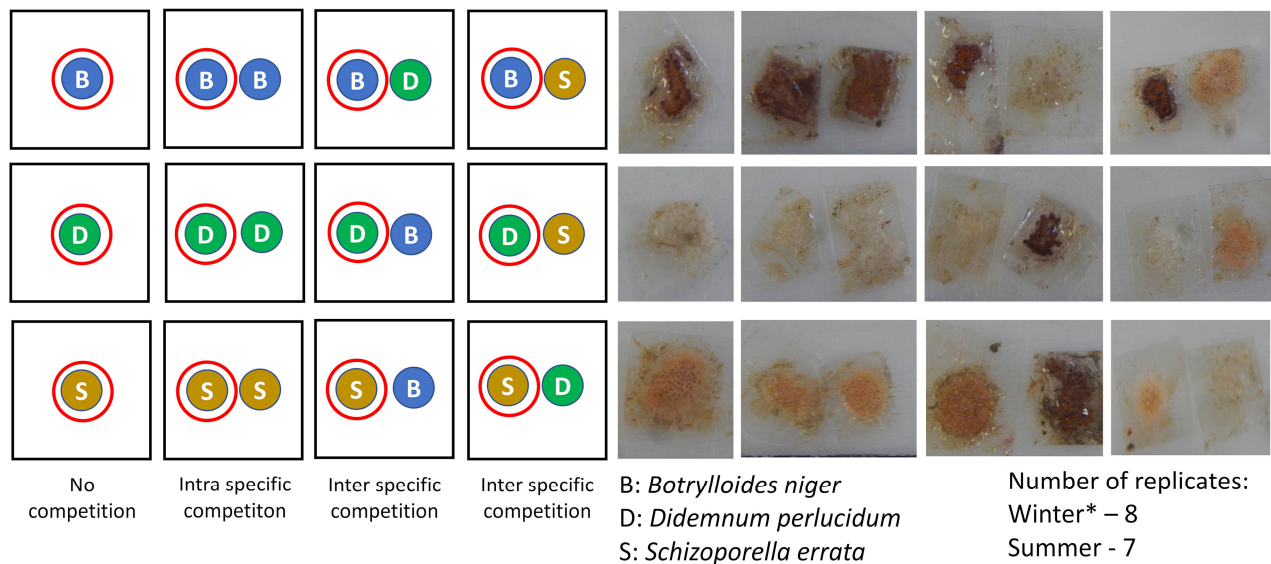 B B B B D B S
D D D D B D S
S S S S B S D
No
competition
Intra specific
competiton
Inter specific
competition
Inter specific
competition
B: Botrylloides niger
D: Didemnum perlucidum
S: Schizoporella errata
Number of replicates:
Winter* – 8
Summer - 7